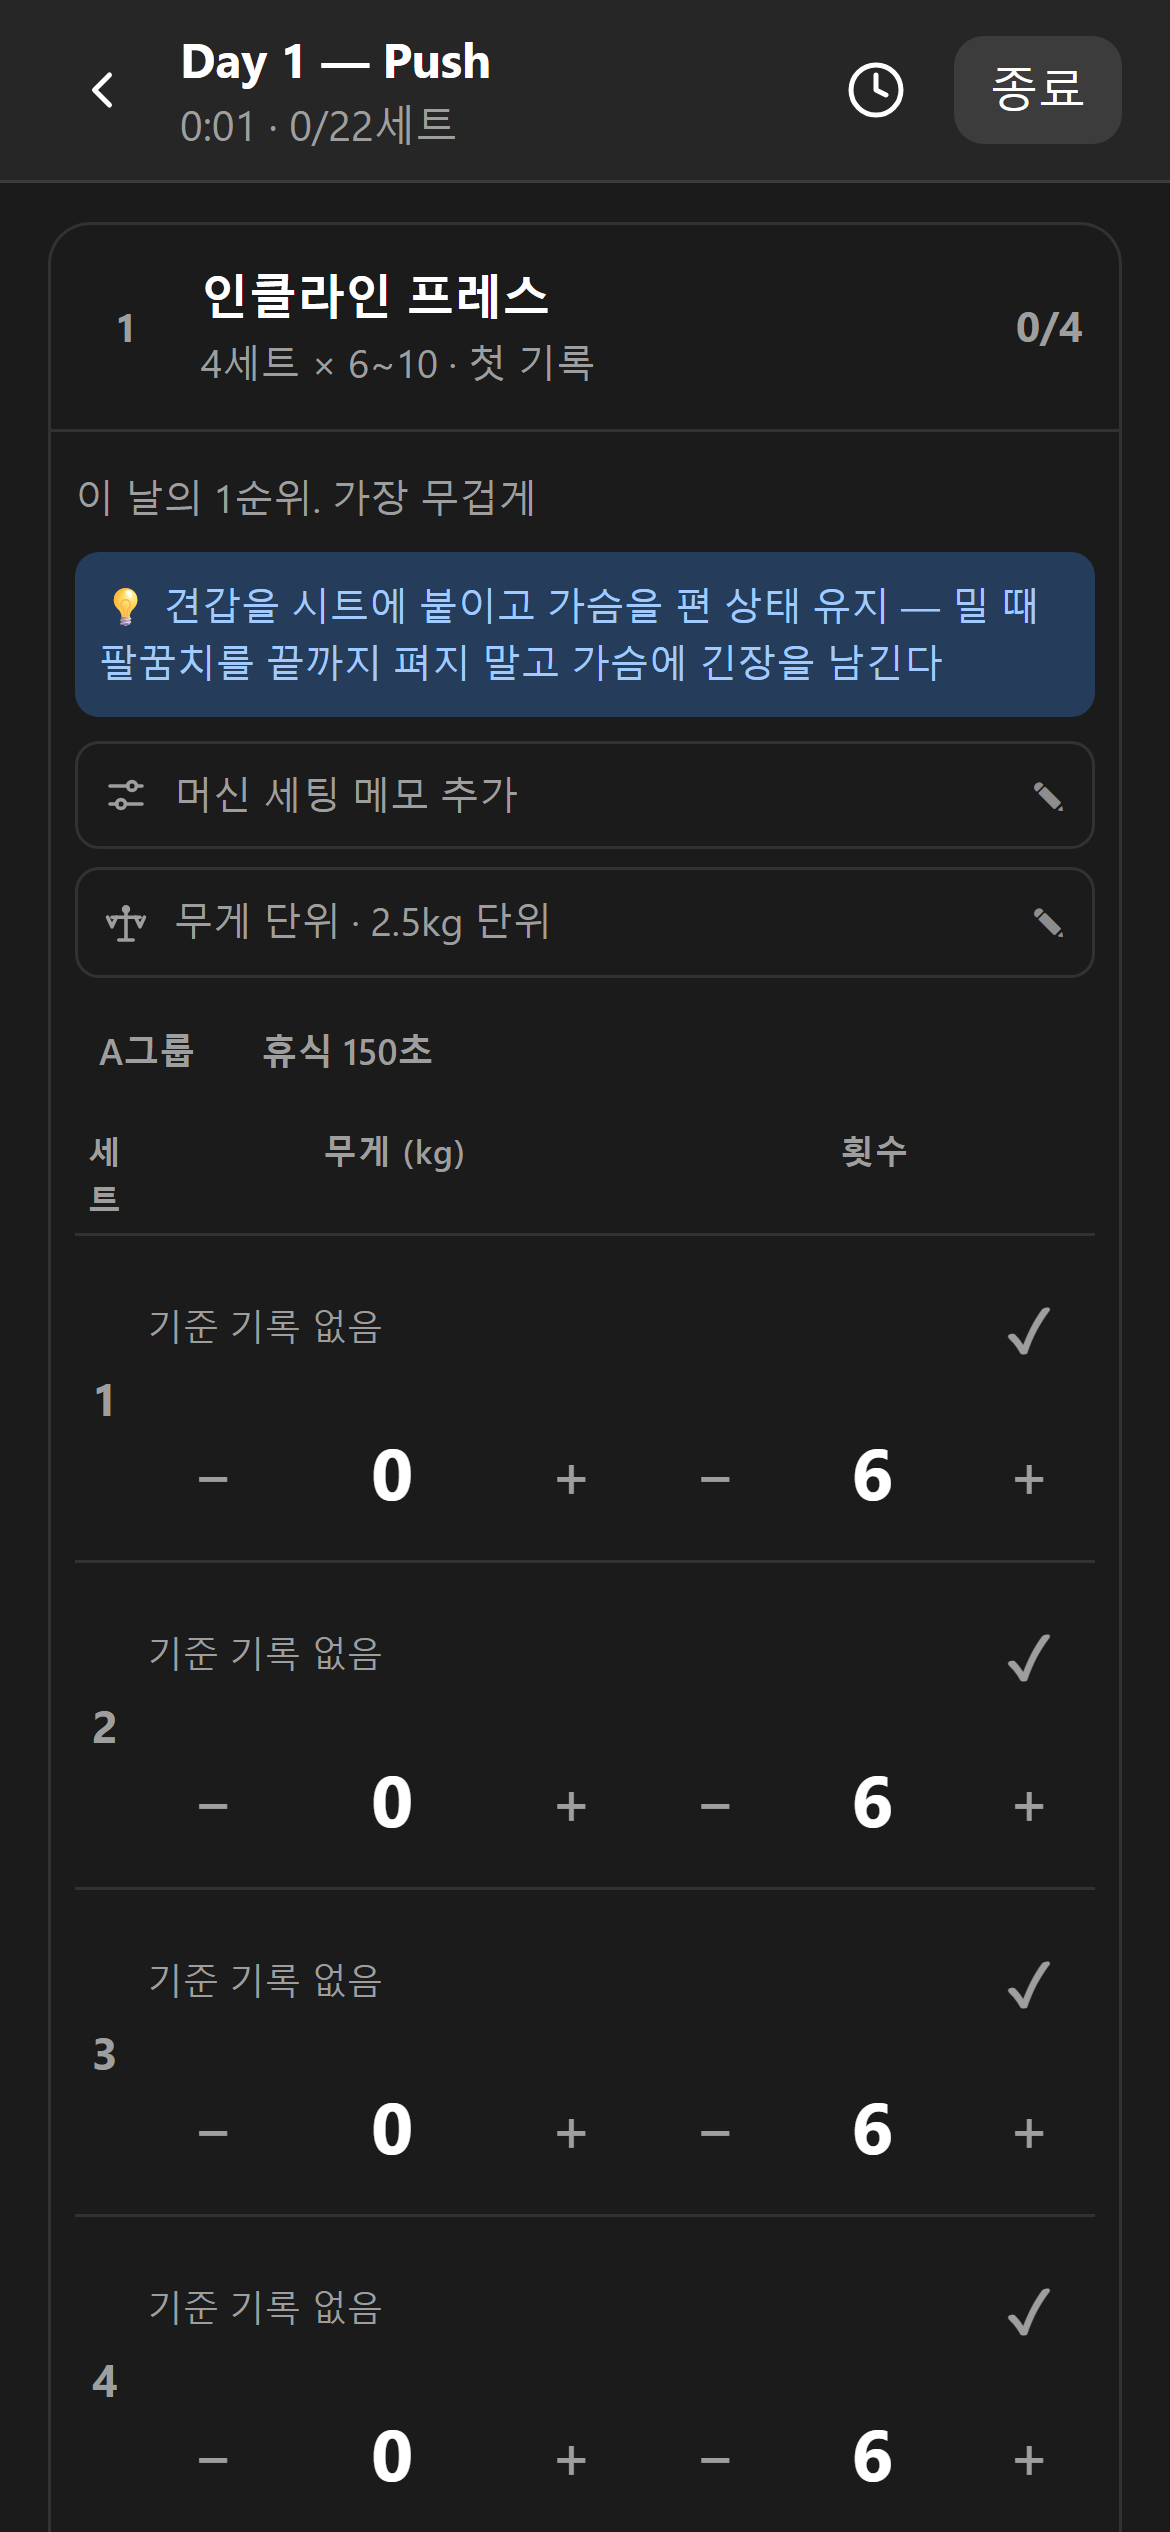 Day 1 — Push
0:01 · 0/22세트
종료
1
인클라인 프레스
4세트 × 6~10 · 첫 기록
0/4
이 날의 1순위. 가장 무겁게
💡 견갑을 시트에 붙이고 가슴을 편 상태 유지 — 밀 때
팔꿈치를 끝까지 펴지 말고 가슴에 긴장을 남긴다
머신 세팅 메모 추가
무게 단위 · 2.5kg 단위
A그룹 휴식 150초
세트 무게 (kg) 횟수
기준 기록 없음 ✓
1
− 0 + − 6 +
기준 기록 없음 ✓
2
− 0 + − 6 +
기준 기록 없음 ✓
3
− 0 + − 6 +
기준 기록 없음 ✓
4
− 0 + − 6 +